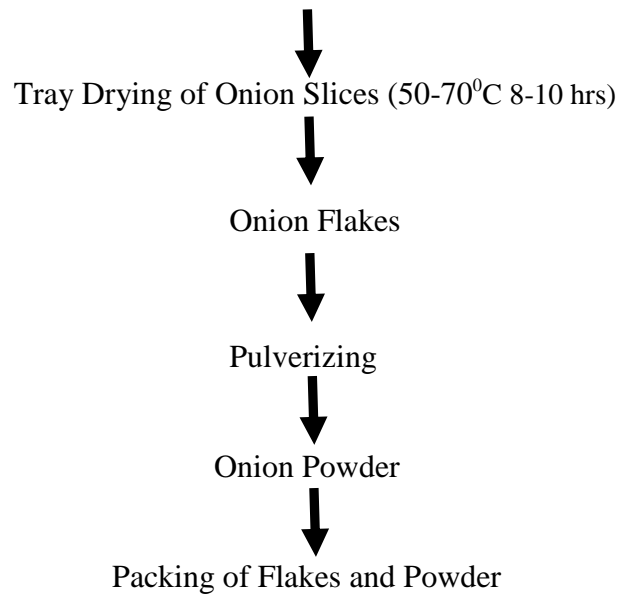 Tray Drying of Onion Slices (50-70⁰C 8-10 hrs)
Onion Flakes
Pulverizing
Onion Powder
Packing of Flakes and Powder